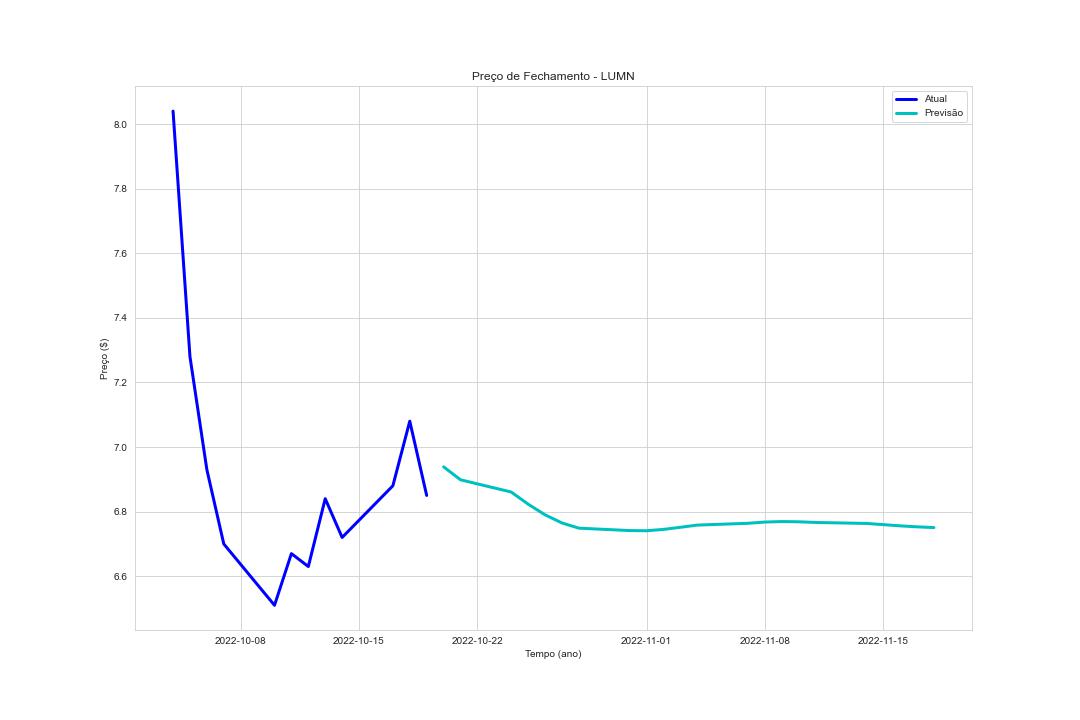 Preço de Fechamento - LUMN
Atual
Previsão
8.0
7.8
7.6
7.4
7.2
7.0
6.8
6.6
Preço ($)
2022-10-08
2022-10-15
2022-10-22
2022-11-01
2022-11-08
2022-11-15
Tempo (ano)